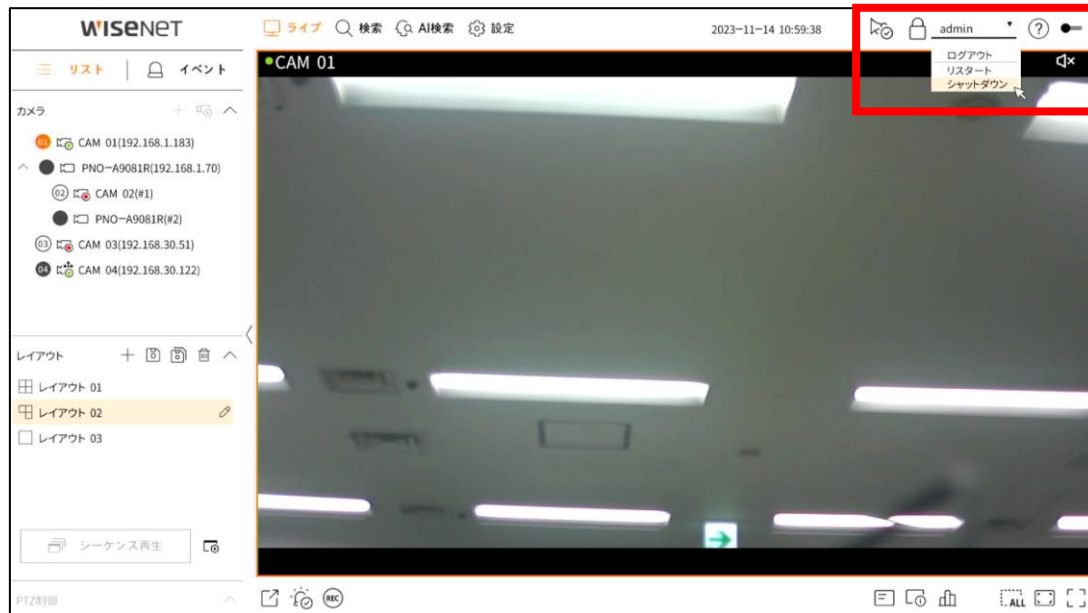 WISENET
ライブ 検索 AI検索 設定 2023-11-14 10:59:38 admin
ログアウト
リスタート
シャットダウン
リスト イベント
CAM 01
カメラ
01 CAM 01(192.168.1.183)
PNO-A9081R(192.168.1.70)
02 CAM 02(#1)
PNO-A9081R(#2)
03 CAM 03(192.168.30.51)
04 CAM 04(192.168.30.122)
レイアウト
レイアウト 01
レイアウト 02
レイアウト 03
シーケンス再生
PTZ制御
REC
ALL